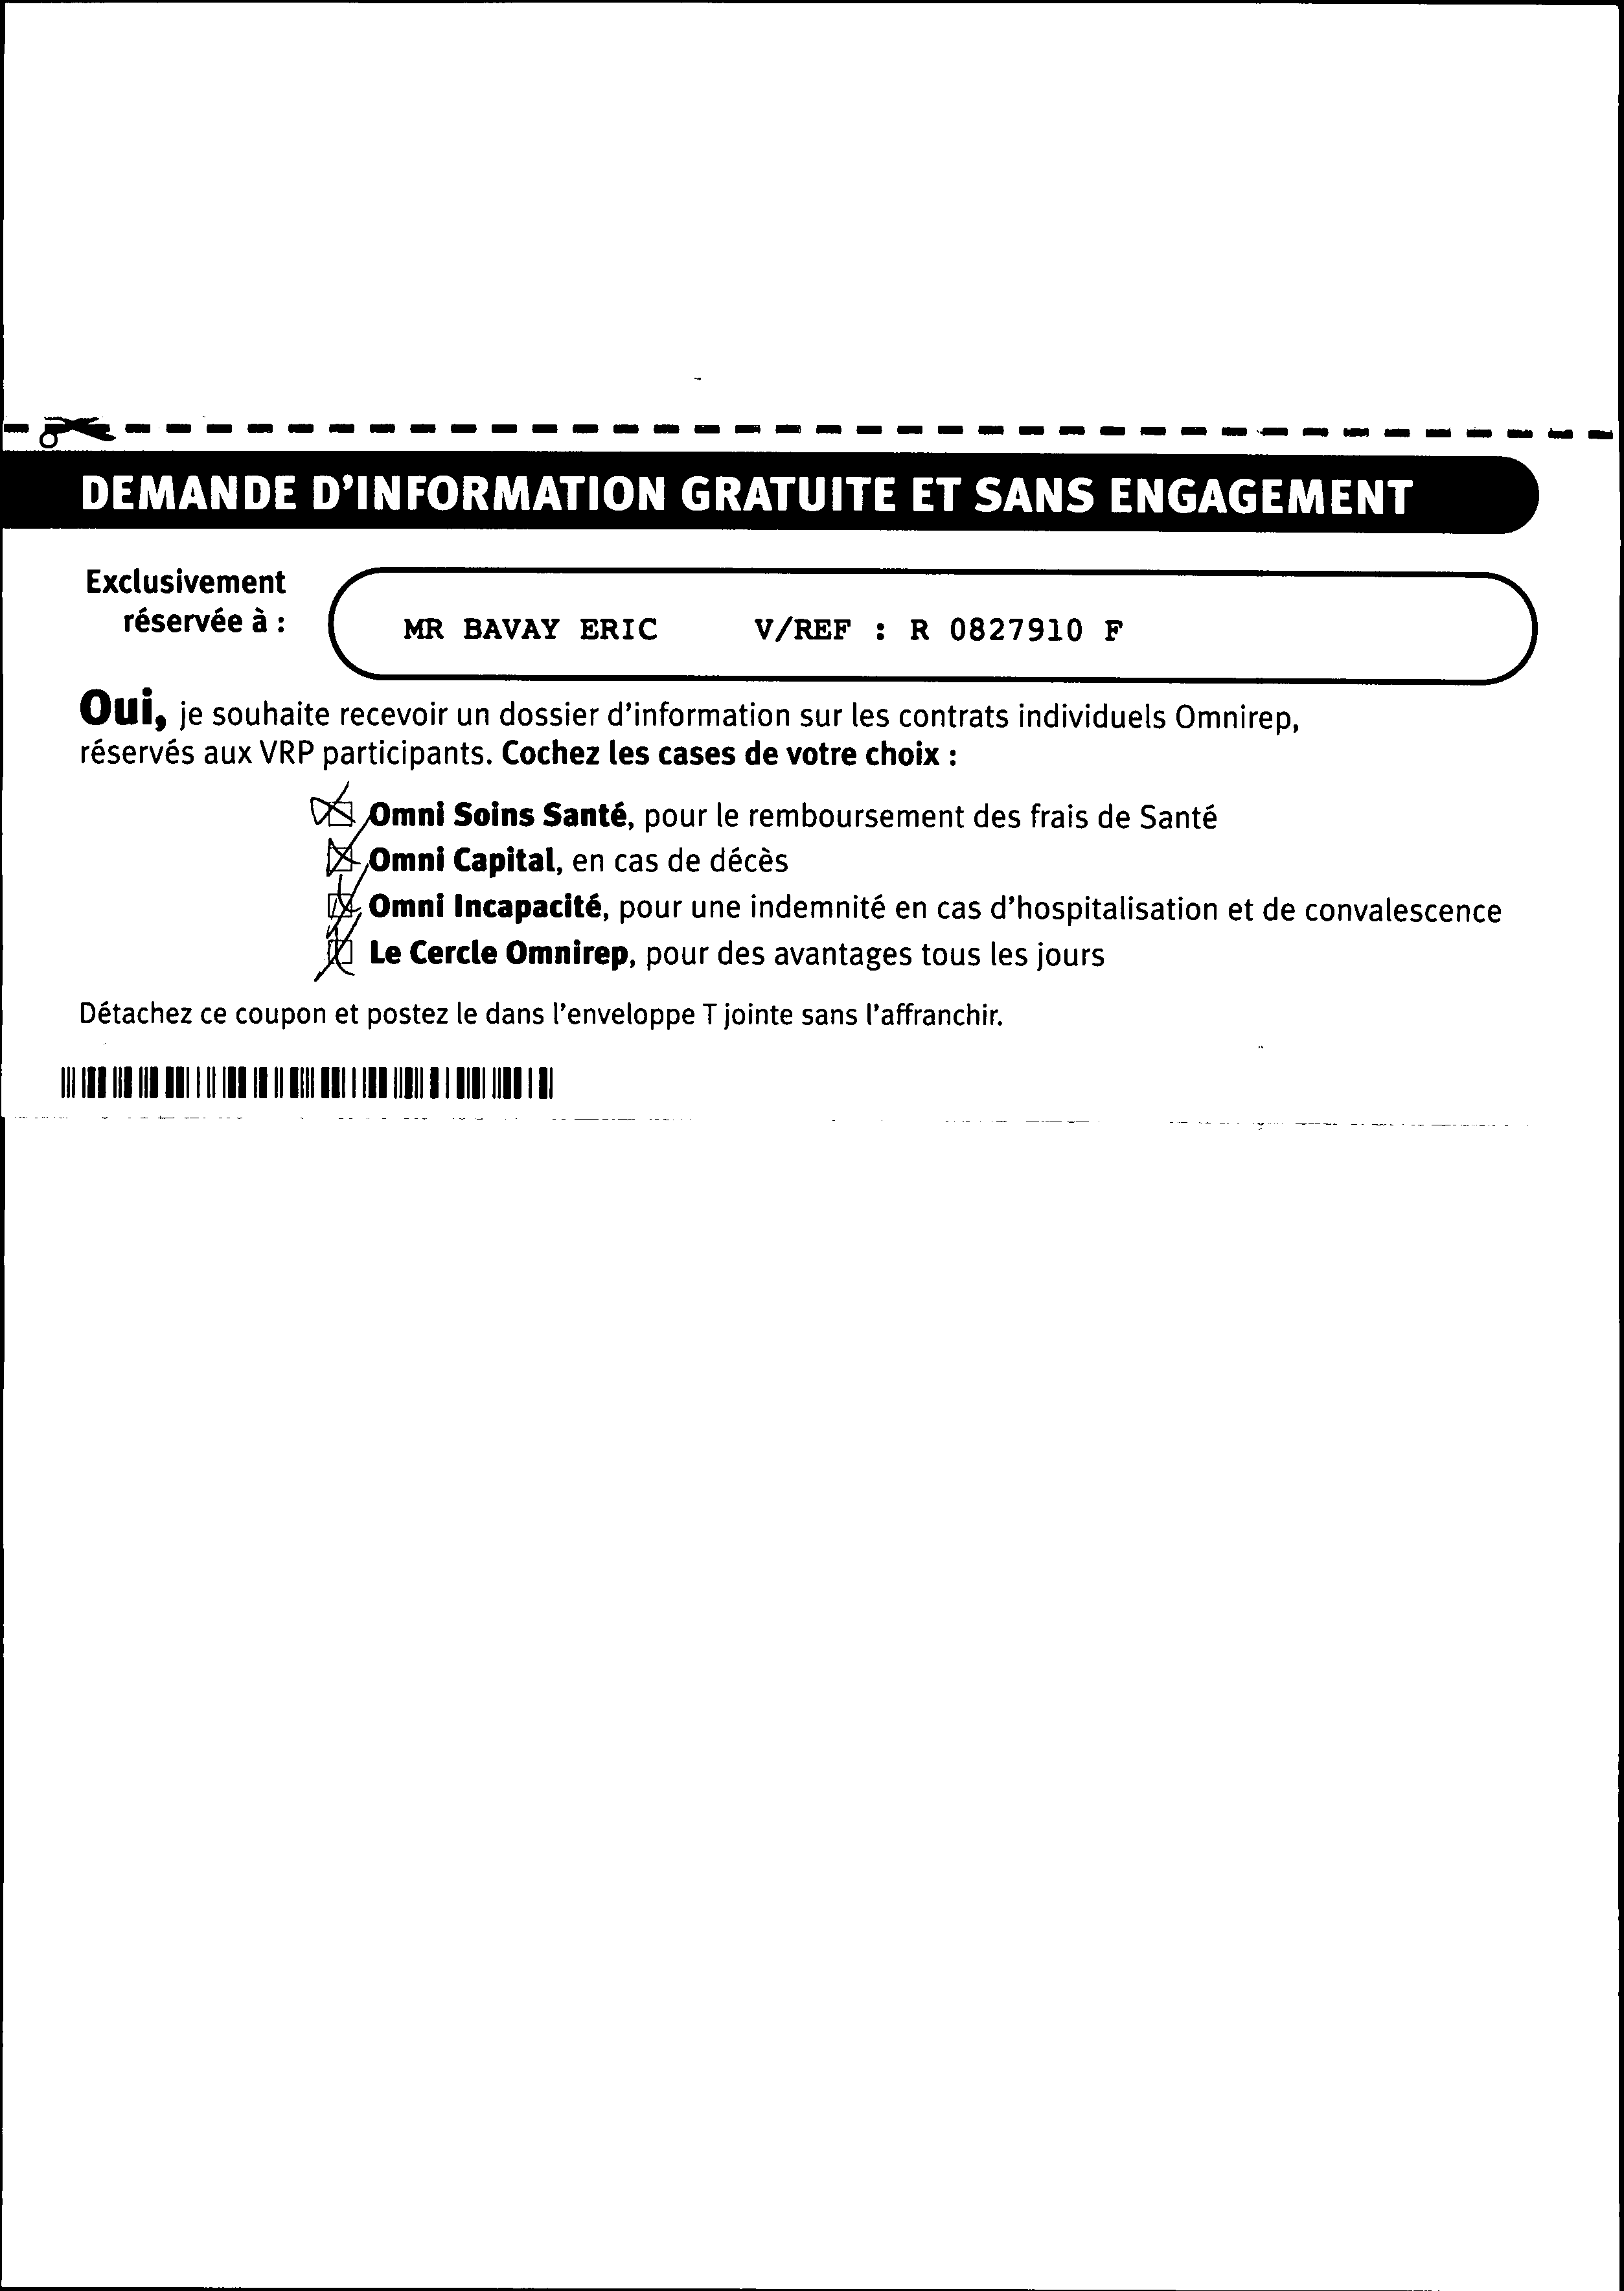 DEMANDE D'INFORMATION GRATUITE ET SANS ENGAGEMENT
Exclusivement
réservée à :
MR BAVAY ERIC V/REF : R 0827910 F
Oui, je souhaite recevoir un dossier d'information sur les contrats individuels Omnirep,
réservés aux VRP participants. Cochez les cases de votre choix :
Omni Soins Santé, pour le remboursement des frais de Santé
Omni Capital, en cas de décès
Omni Incapacité, pour une indemnité en cas d'hospitalisation et de convalescence
Le Cercle Omnirep, pour des avantages tous les jours
Détachez ce coupon et postez le dans l'enveloppe T jointe sans l'affranchir.